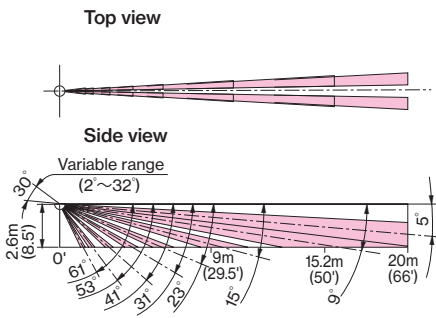 Top view
Side view
30°
Variable range
(2°~32°)
2.6m
(8.5')
0'
9m
(29.5')
15.2m
(50')
20m
(66')
5°
61°
53°
41°
31°
23°
15°
9°